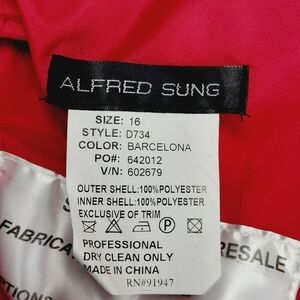 ALFRED SUNG
SIZE: 16
STYLE: D734
COLOR: BARCELONA
PO#: 642012
V/N: 602679
OUTER SHELL:100%POLYESTER
INNER SHELL:100%POLYESTER
EXCLUSIVE OF TRIM
PROFESSIONAL
DRY CLEAN ONLY
MADE IN CHINA
RN#91947
FABRICA
RESALE